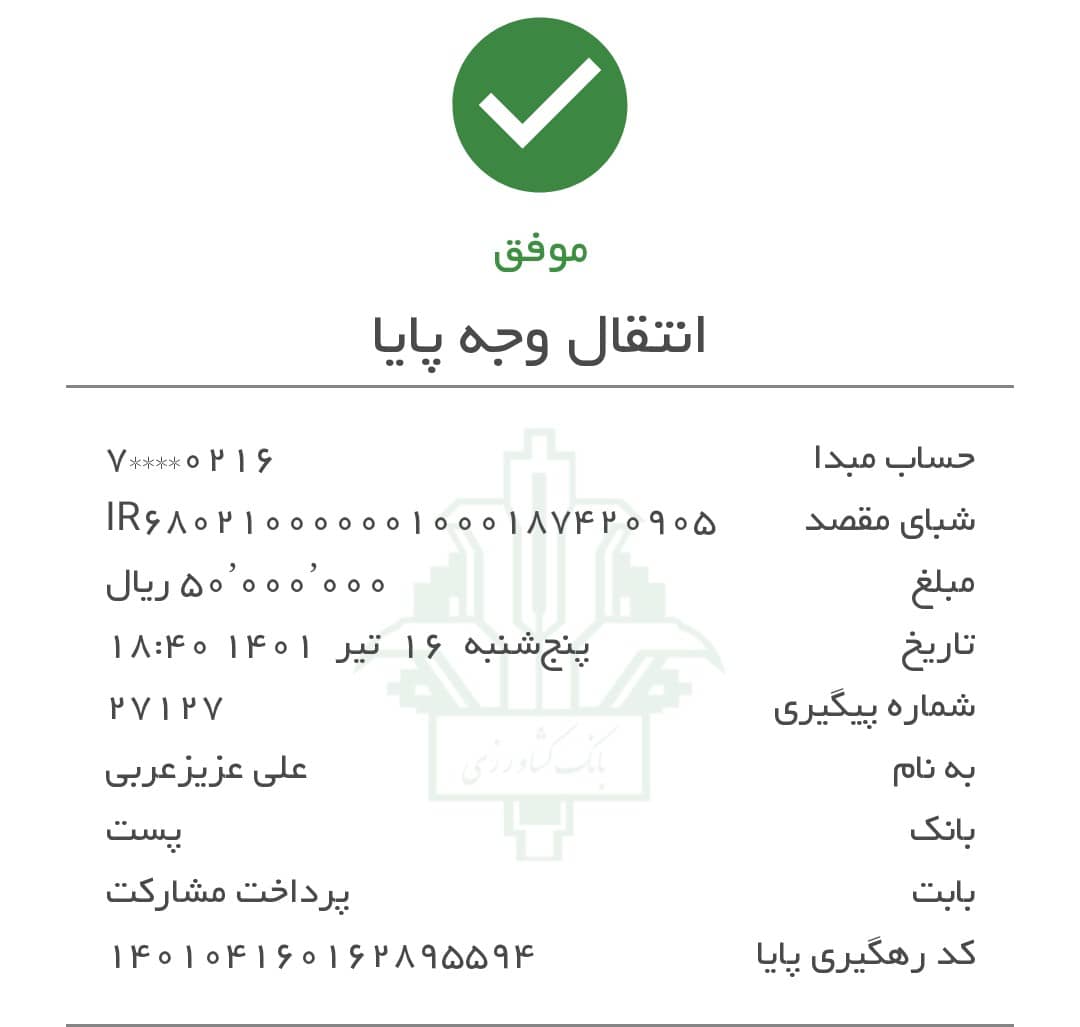 موفق
انتقال وجه پایا
حساب مبدا ۷****۰۲۱۶
شبای مقصد IR۶۸۰۲۱۰۰۰۰۰۰۱۰۰۰۱۸۷۴۲۰۹۰۵
مبلغ ۵۰٬۰۰۰٬۰۰۰ ریال
تاریخ پنج‌شنبه ۱۶ تیر ۱۴۰۱ ۱۸:۴۰
شماره پیگیری ۲۷۱۲۷
به نام علی عزیزعربی
بانک پست
بابت پرداخت مشارکت
کد رهگیری پایا ۱۴۰۱۰۴۱۶۰۱۶۲۸۹۵۵۹۴
بانک کشاورزی